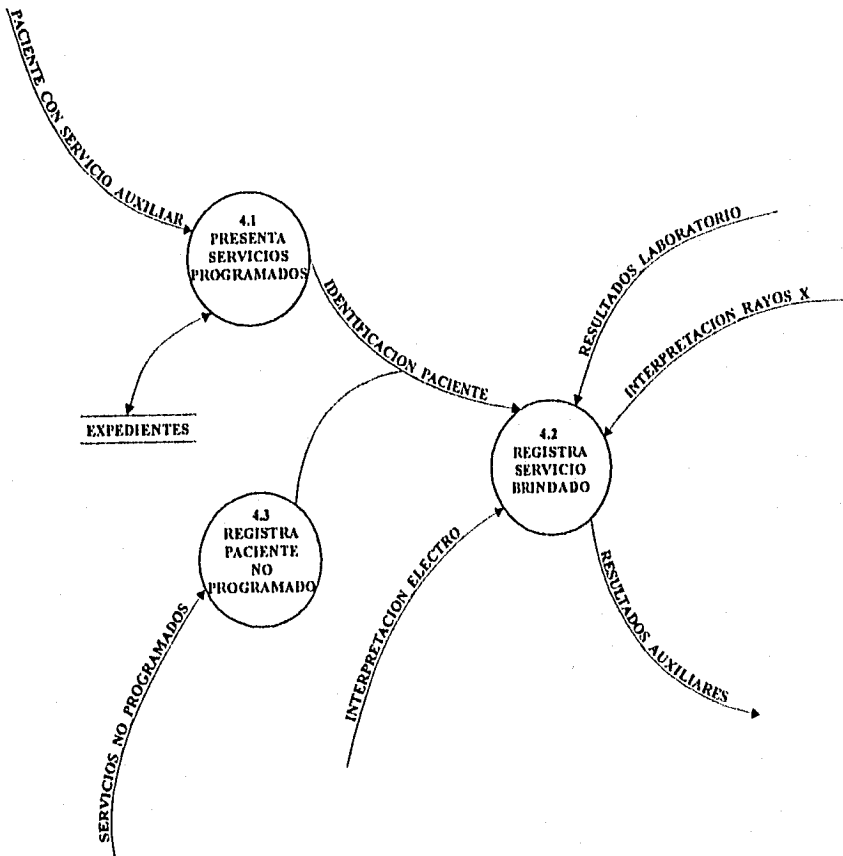 PACIENTE CON SERVICIO AUXILIAR
4.1
PRESENTA
SERVICIOS
PROGRAMADOS
EXPEDIENTES
IDENTIFICACION PACIENTE
RESULTADOS LABORATORIO
INTERPRETACION RAYOS X
4.2
REGISTRA
SERVICIO
BRINDADO
4.3
REGISTRA
PACIENTE
NO
PROGRAMADO
SERVICIOS NO PROGRAMADOS
INTERPRETACION ELECTRO
RESULTADOS AUXILIARES